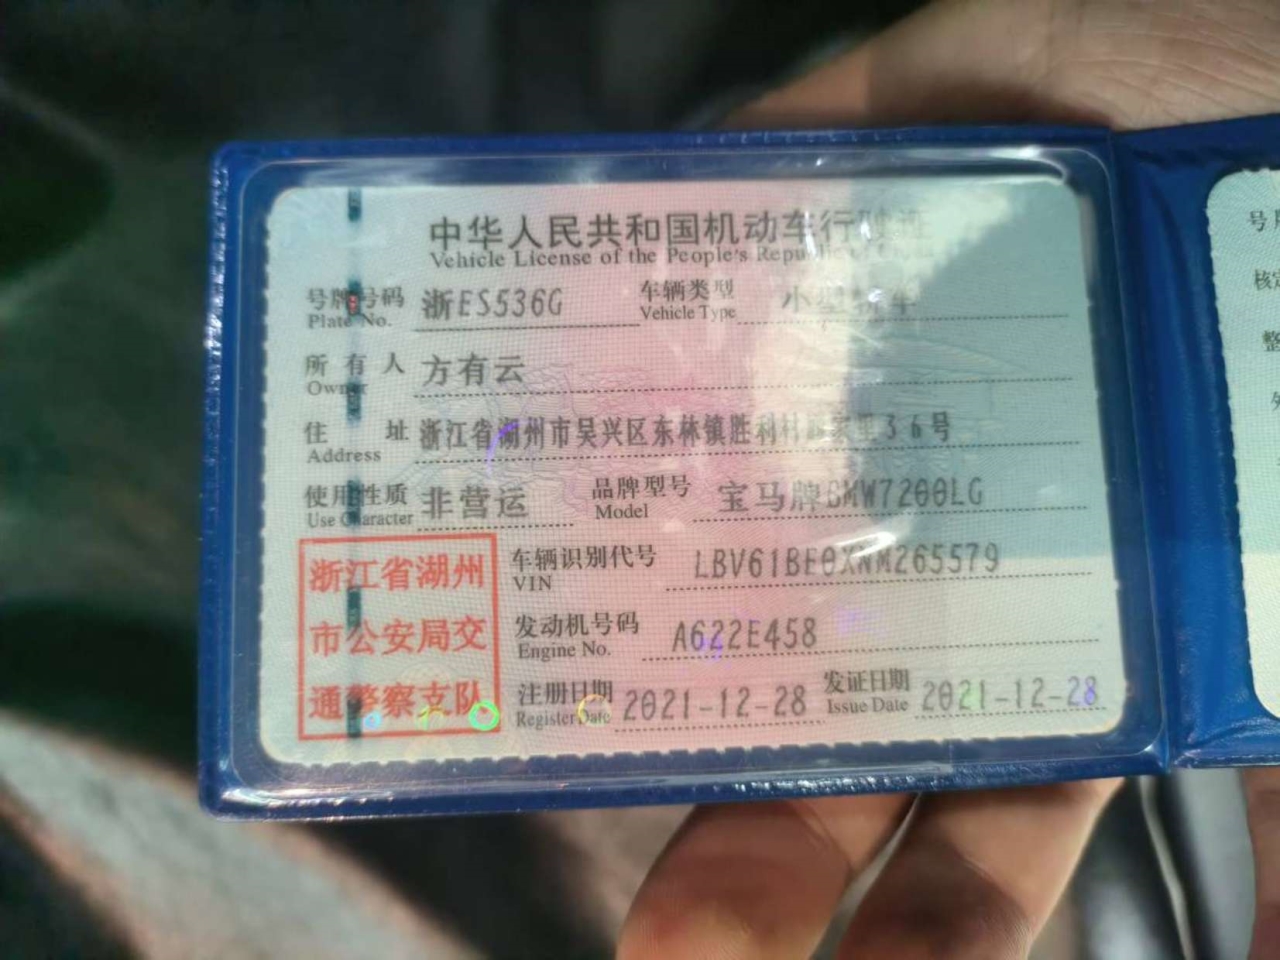 中华人民共和国机动车行驶证
Vehicle License of the People's Republic of
号牌号码 浙ES536G 车辆类型 小型轿车
Plate No. Vehicle Type
所有人 方有云
Owner
住址 浙江省湖州市吴兴区东林镇胜利村 家里36号
Address
使用性质 非营运 品牌型号 宝马牌BMW7200LG
Use Character Model
浙江省湖州
市公安局交
通警察支队
车辆识别代号 LBV61BF0XNM265579
VIN
发动机号码 A622E458
Engine No.
注册日期 2021-12-28 发证日期 2021-12-28
Register Date Issue Date
号
核定
整